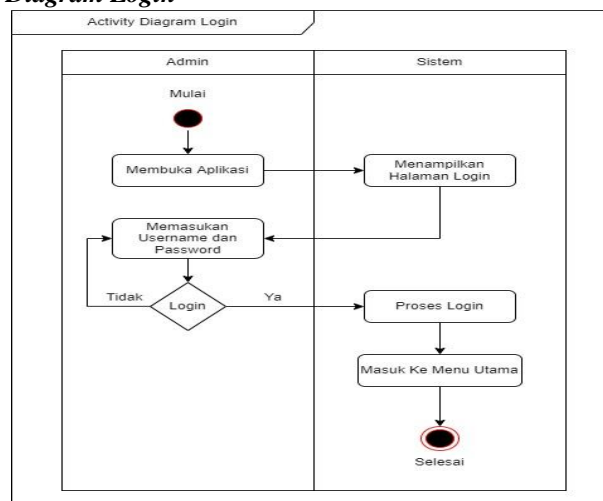 Diagram Login
Activity Diagram Login
Admin
Sistem
Mulai
Membuka Aplikasi
Menampilkan
Halaman Login
Memasukan
Username dan
Password
Tidak
Login
Ya
Proses Login
Masuk Ke Menu Utama
Selesai